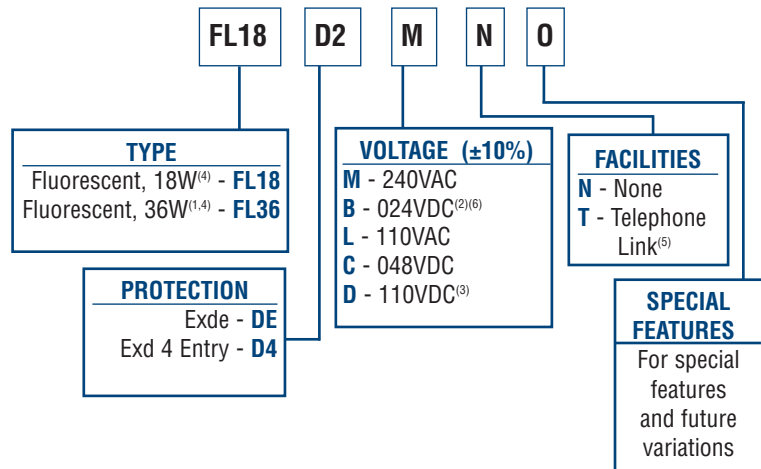 FL18 D2 M N O
TYPE
Fluorescent, 18W(4) - FL18
Fluorescent, 36W(1,4) - FL36
PROTECTION
Exde - DE
Exd 4 Entry - D4
VOLTAGE (±10%)
M - 240VAC
B - 024VDC(2)(6)
L - 110VAC
C - 048VDC
D - 110VDC(3)
FACILITIES
N - None
T - Telephone
Link(5)
SPECIAL
FEATURES
For special
features
and future
variations